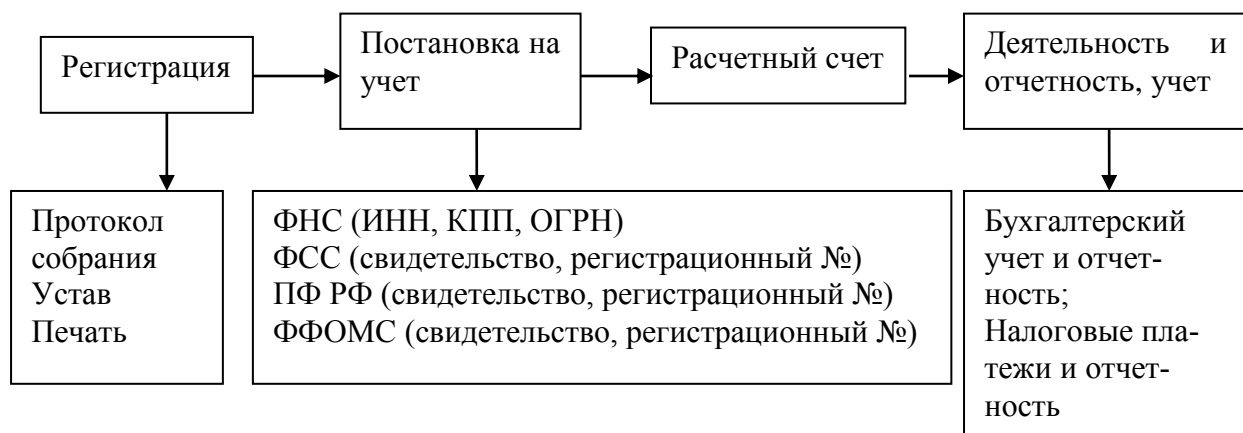 Регистрация
Постановка на
учет
Расчетный счет
Деятельность и
отчетность, учет
Протокол
собрания
Устав
Печать
ФНС (ИНН, КПП, ОГРН)
ФСС (свидетельство, регистрационный №)
ПФ РФ (свидетельство, регистрационный №)
ФФОМС (свидетельство, регистрационный №)
Бухгалтерский
учет и отчет-
ность;
Налоговые пла-
тежи и отчет-
ность